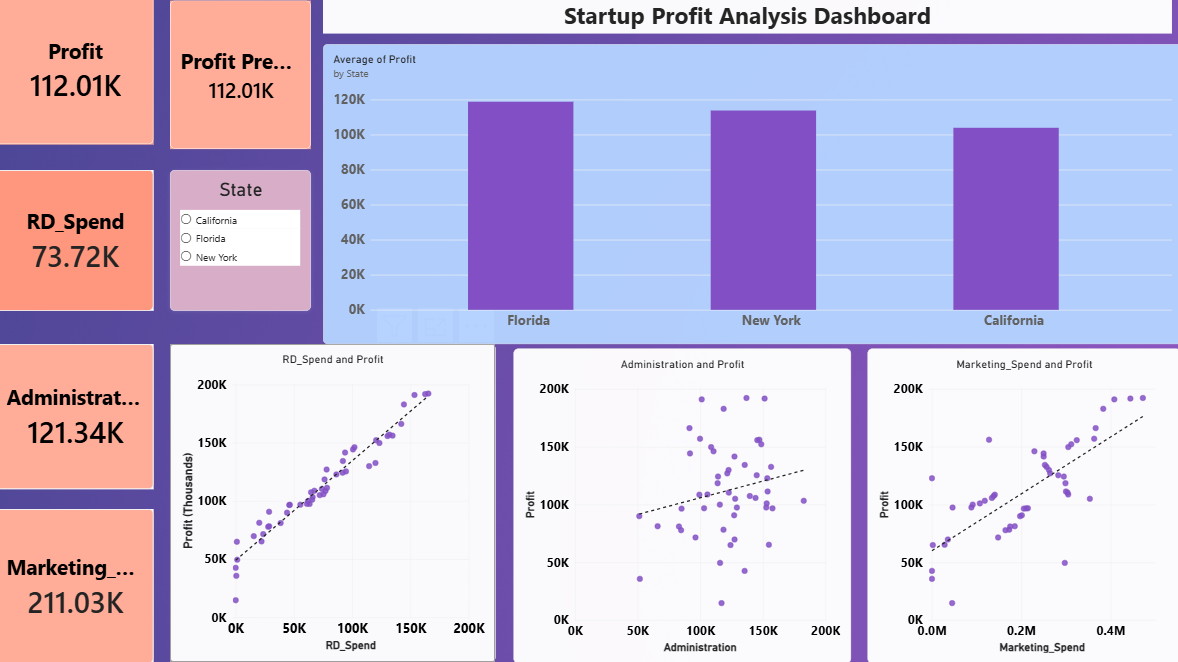 Startup Profit Analysis Dashboard
Profit
112.01K
Profit Pre...
112.01K
RD_Spend
73.72K
State
California
Florida
New York
Administrat...
121.34K
Marketing_...
211.03K
Average of Profit
by State
120K
100K
80K
60K
40K
20K
0K
Florida
New York
California
RD_Spend and Profit
Profit (Thousands)
200K
150K
100K
50K
0K
0K
50K
100K
150K
200K
RD_Spend
Administration and Profit
Profit
200K
150K
100K
50K
0K
0K
50K
100K
150K
200K
Administration
Marketing_Spend and Profit
Profit
200K
150K
100K
50K
0K
0.0M
0.2M
0.4M
Marketing_Spend